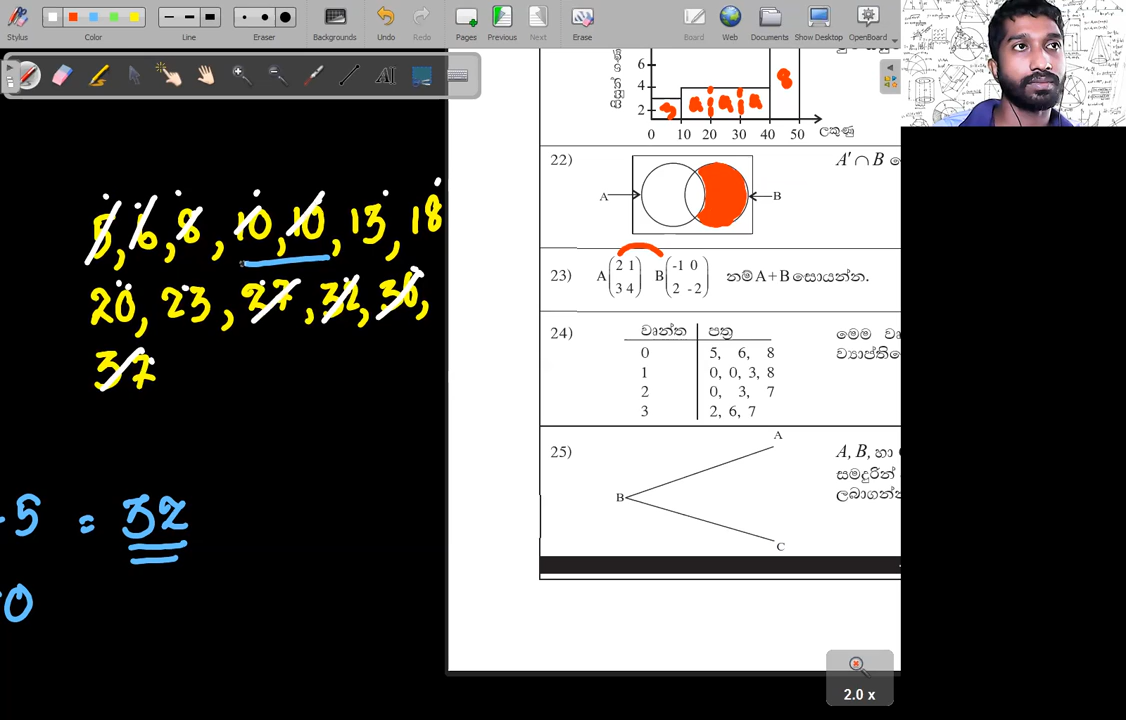 Stylus
Color
Line
Eraser
Backgrounds
Undo
Redo
Pages
Previous
Next
Erase
Board
Web
Documents
Show Desktop
OpenBoard
5, 6, 8, 10, 10, 13, 18
20, 23, 27, 32, 36,
37
5 = 32
0
6
4
2
0 10 20 30 40 50 ලකුණු
22)
A
B
A′ ∩ B
23)
A (2 1
3 4) B (-1 0
2 -2) නම් A + B සොයන්න.
24)
වෘන්ත පත්‍ර
0 5, 6, 8
1 0, 0, 3, 8
2 0, 3, 7
3 2, 6, 7
මෙම
25)
A
B
C
A, B, හා
සමදුරින්
2.0 x